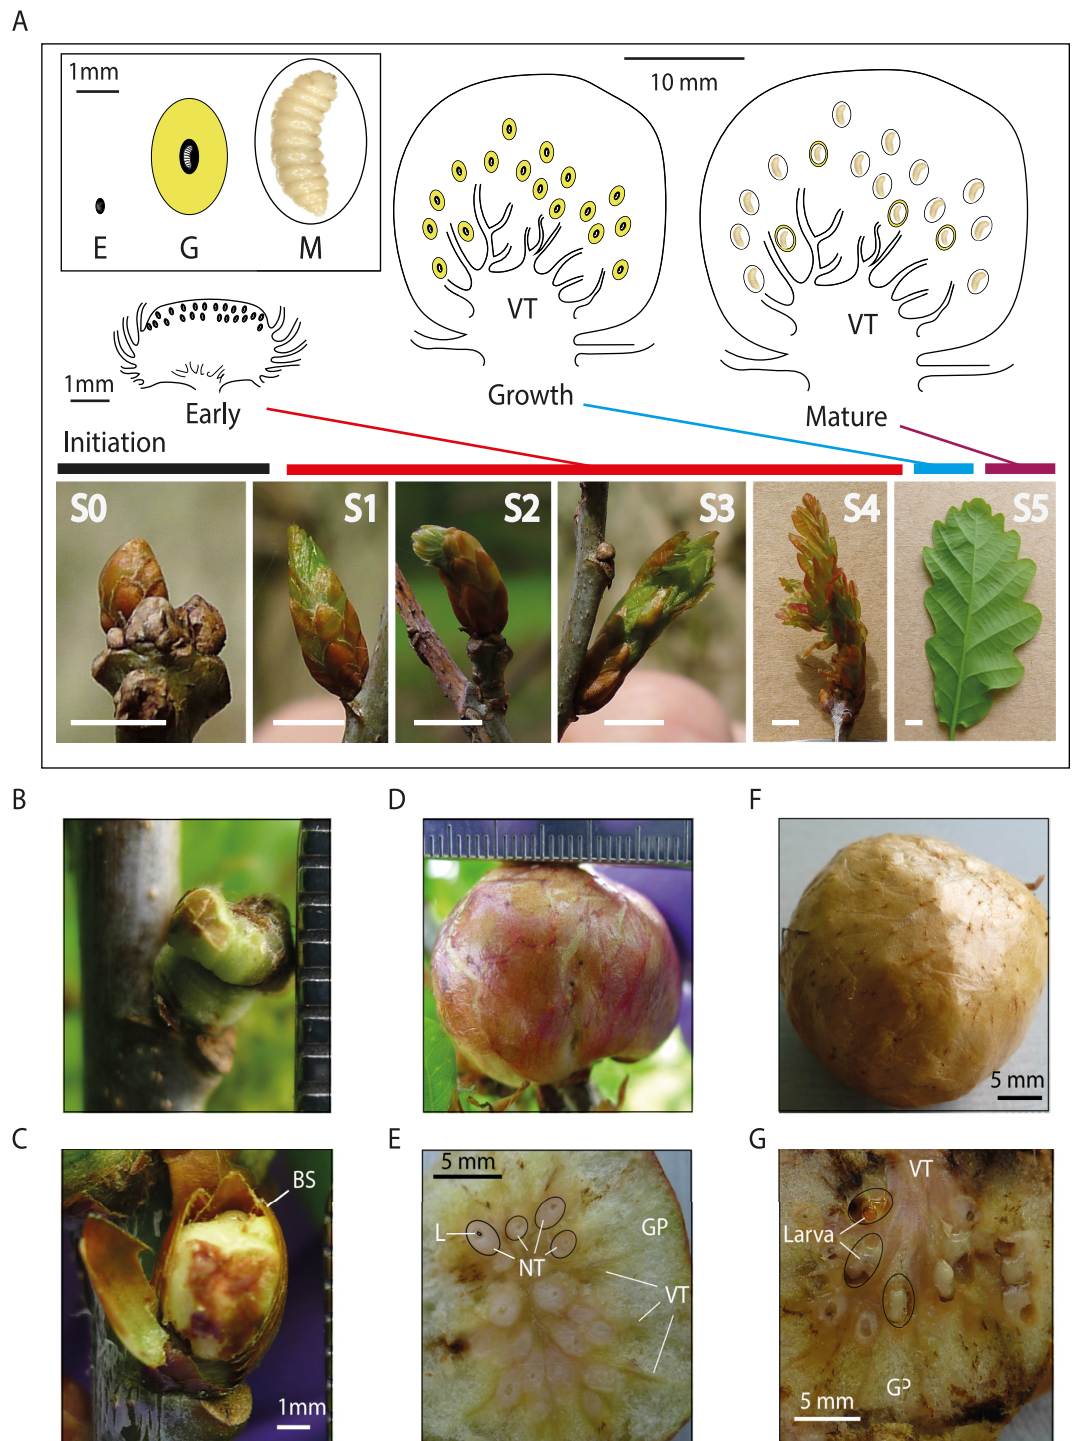 A
1mm
10 mm
E G M
VT
VT
1mm
Early
Growth
Mature
Initiation
S0 S1 S2 S3 S4 S5
B
D
F
5 mm
C
BS
1mm
E
5 mm
L
NT
GP
VT
G
VT
Larva
GP
5 mm